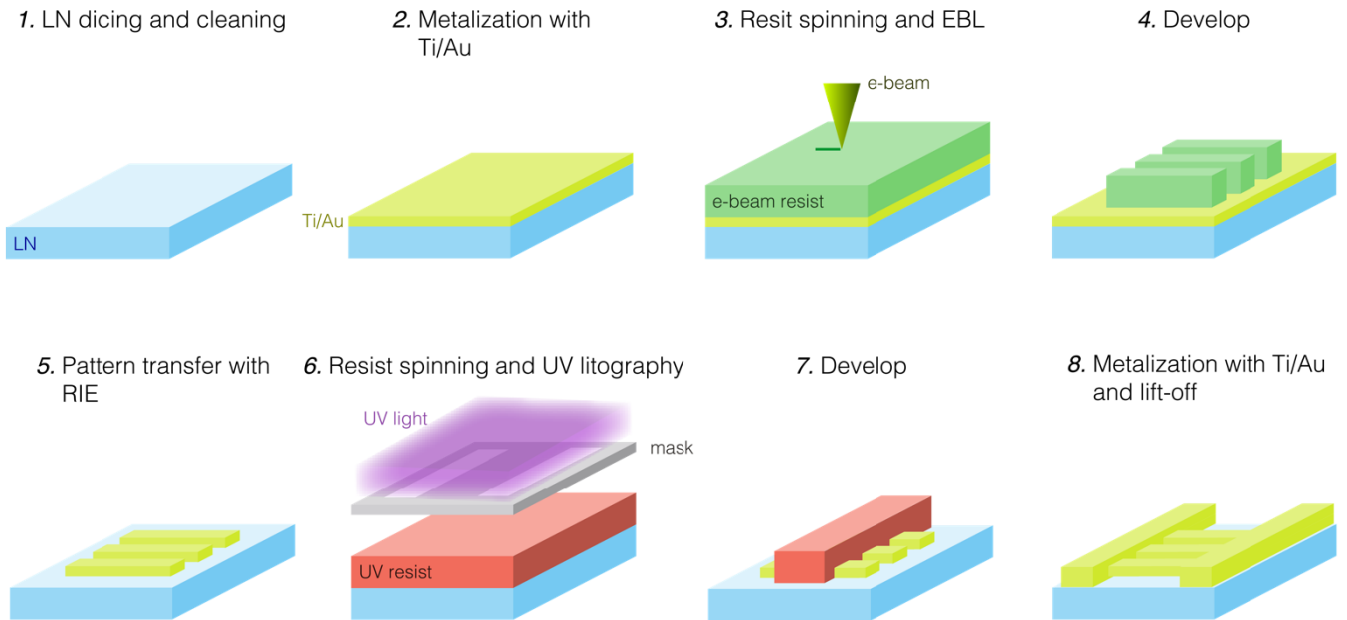 1. LN dicing and cleaning
2. Metalization with
Ti/Au
3. Resit spinning and EBL
4. Develop
e-beam
LN
Ti/Au
e-beam resist
5. Pattern transfer with
RIE
6. Resist spinning and UV litography
7. Develop
8. Metalization with Ti/Au
and lift-off
UV light
mask
UV resist